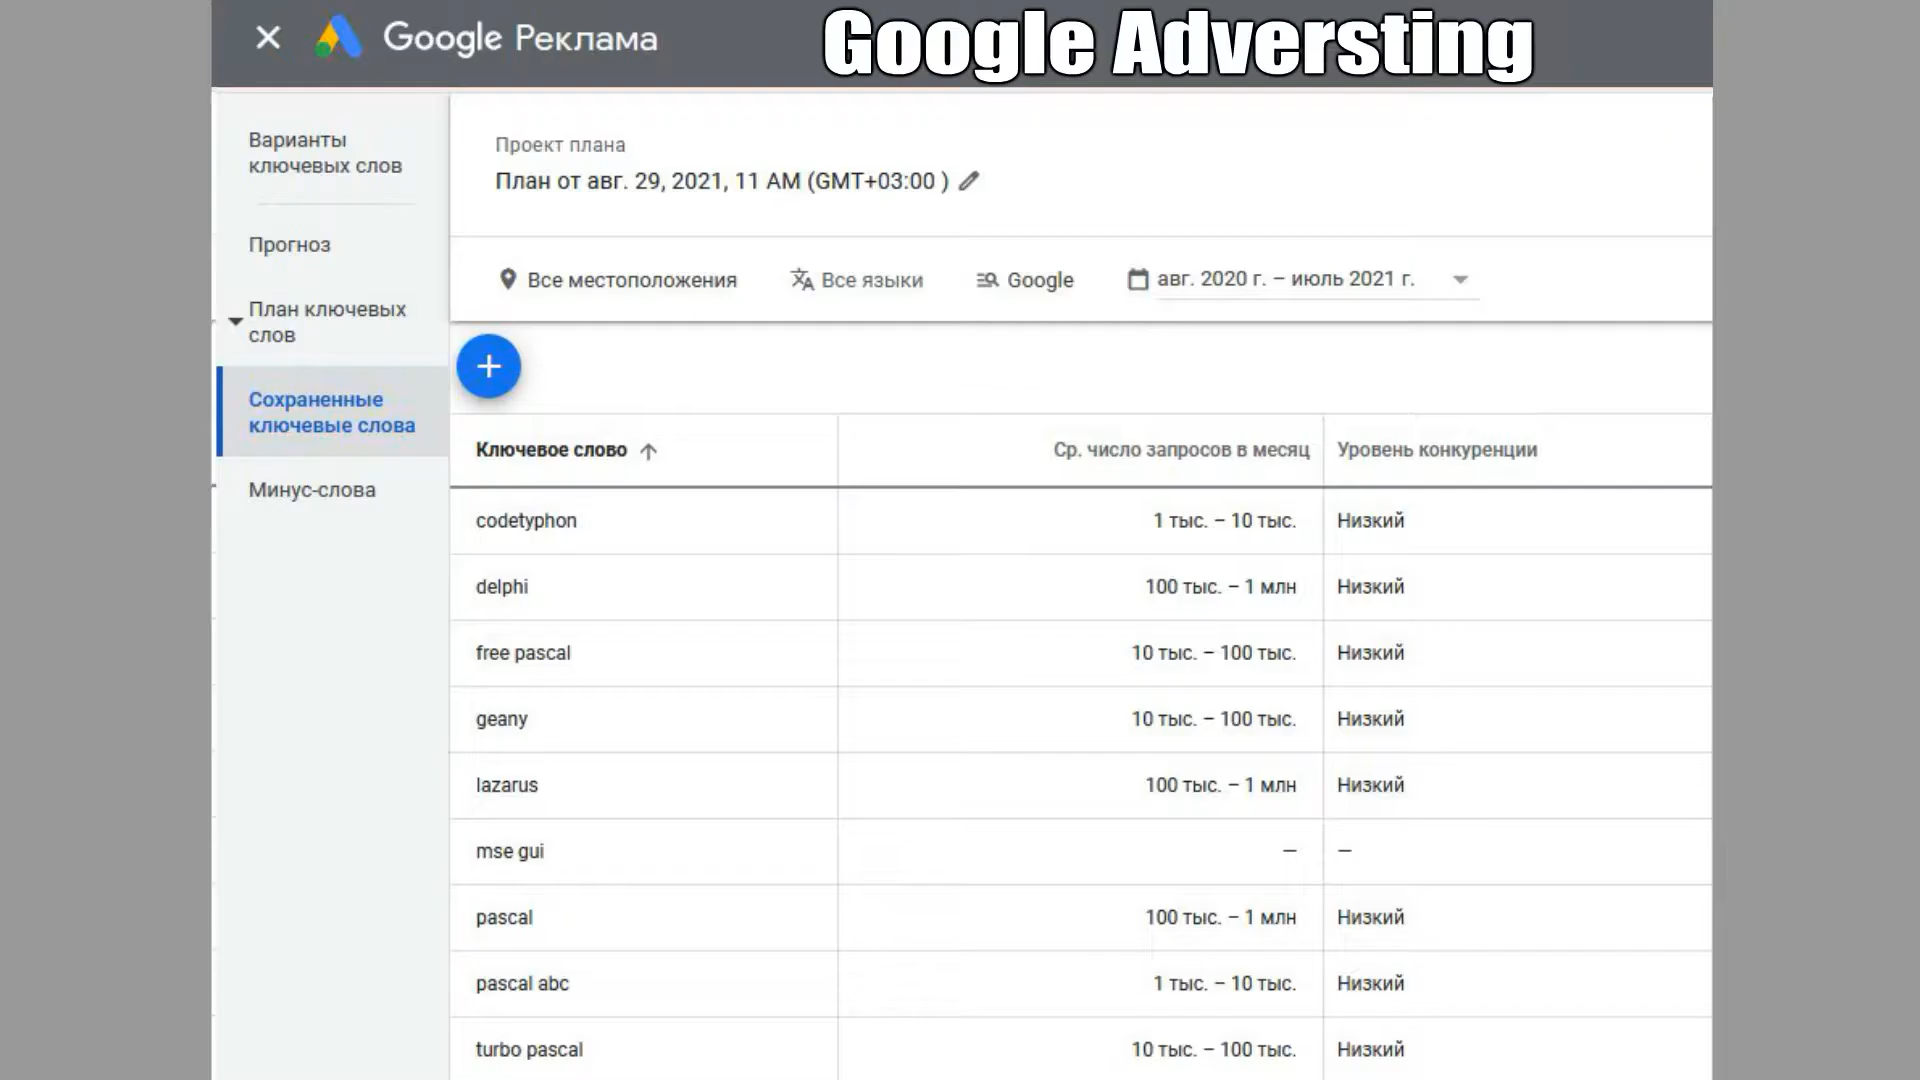 Google Реклама
Google Adversting
Варианты
ключевых слов
Прогноз
План ключевых
слов
Сохраненные
ключевые слова
Минус-слова
Проект плана
План от авг. 29, 2021, 11 AM (GMT+03:00 )
Все местоположения Все языки Google авг. 2020 г. – июль 2021 г.
Ключевое слово Ср. число запросов в месяц Уровень конкуренции
codetyphon 1 тыс. – 10 тыс. Низкий
delphi 100 тыс. – 1 млн Низкий
free pascal 10 тыс. – 100 тыс. Низкий
geany 10 тыс. – 100 тыс. Низкий
lazarus 100 тыс. – 1 млн Низкий
mse gui – –
pascal 100 тыс. – 1 млн Низкий
pascal abc 1 тыс. – 10 тыс. Низкий
turbo pascal 10 тыс. – 100 тыс. Низкий